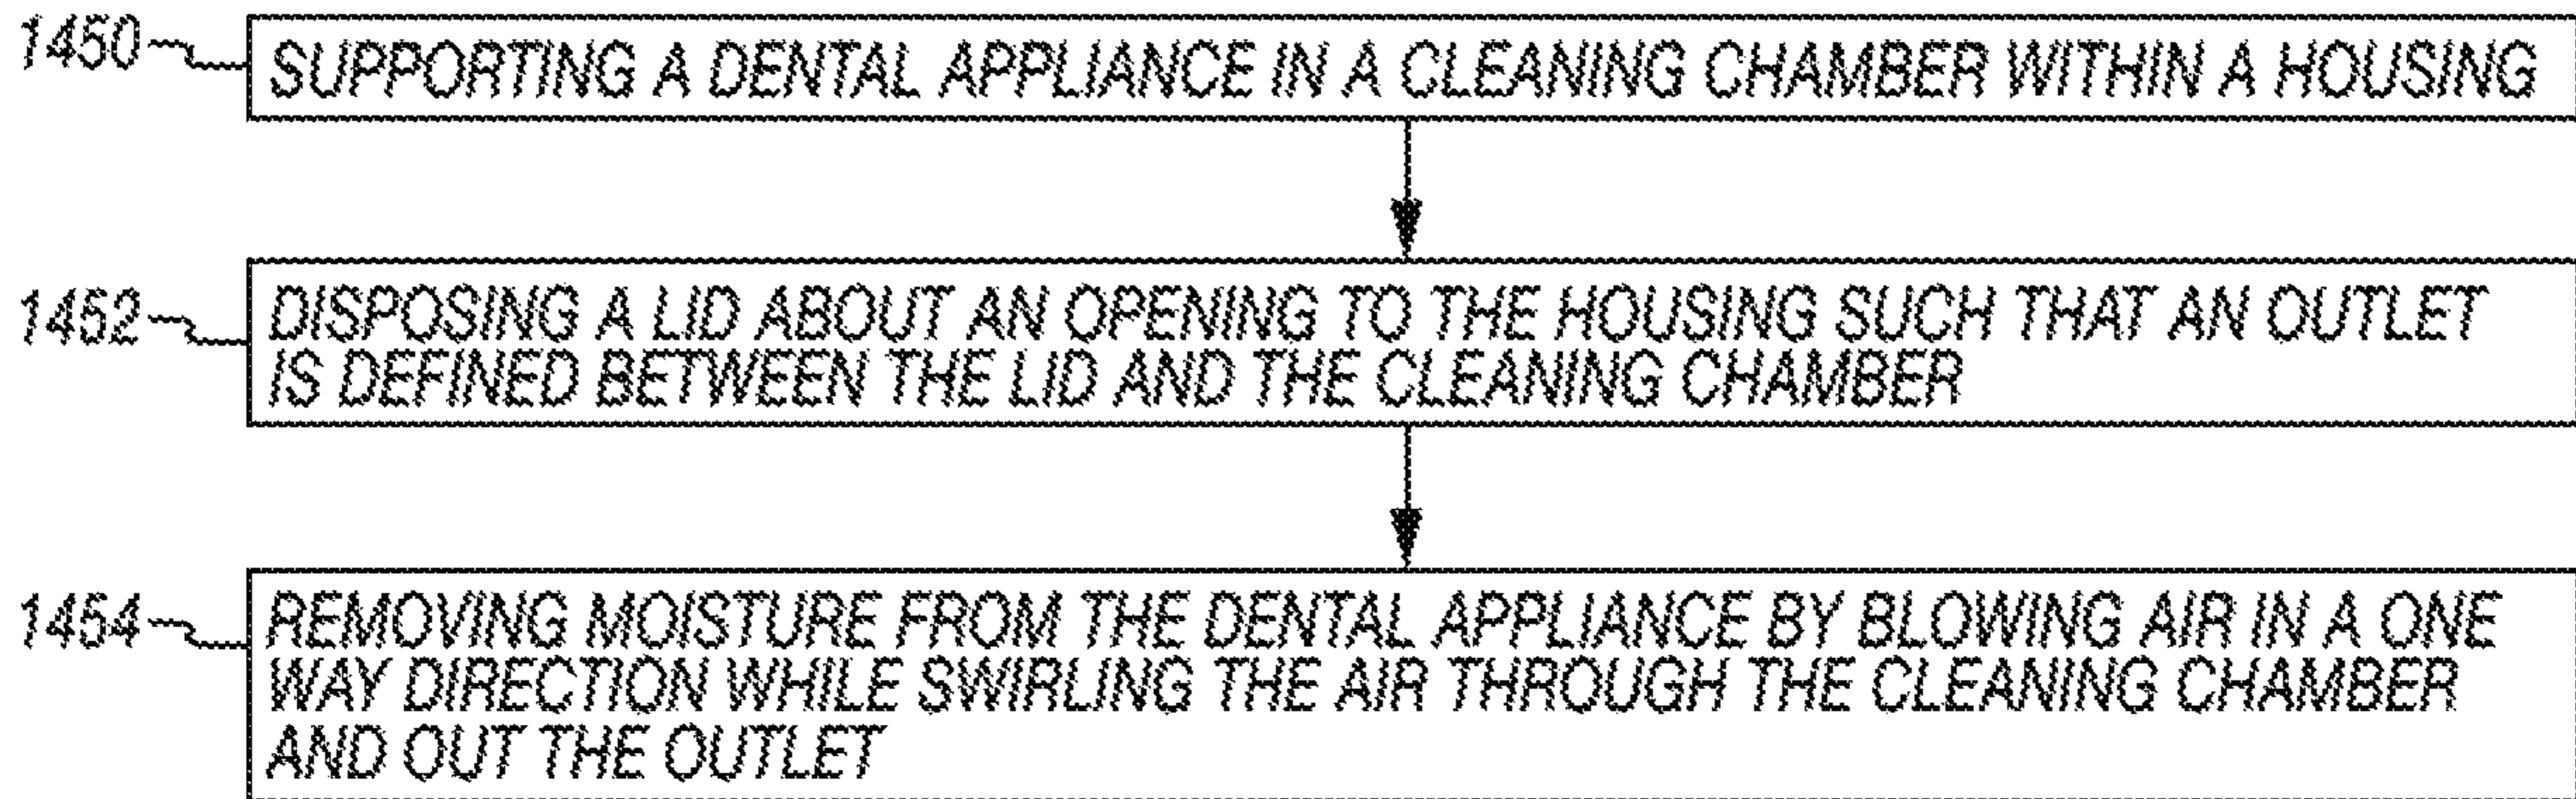 1450
SUPPORTING A DENTAL APPLIANCE IN A CLEANING CHAMBER WITHIN A HOUSING
1452
DISPOSING A LID ABOUT AN OPENING TO THE HOUSING SUCH THAT AN OUTLET
IS DEFINED BETWEEN THE LID AND THE CLEANING CHAMBER
1454
REMOVING MOISTURE FROM THE DENTAL APPLIANCE BY BLOWING AIR IN A ONE
WAY DIRECTION WHILE SWIRLING THE AIR THROUGH THE CLEANING CHAMBER
AND OUT THE OUTLET